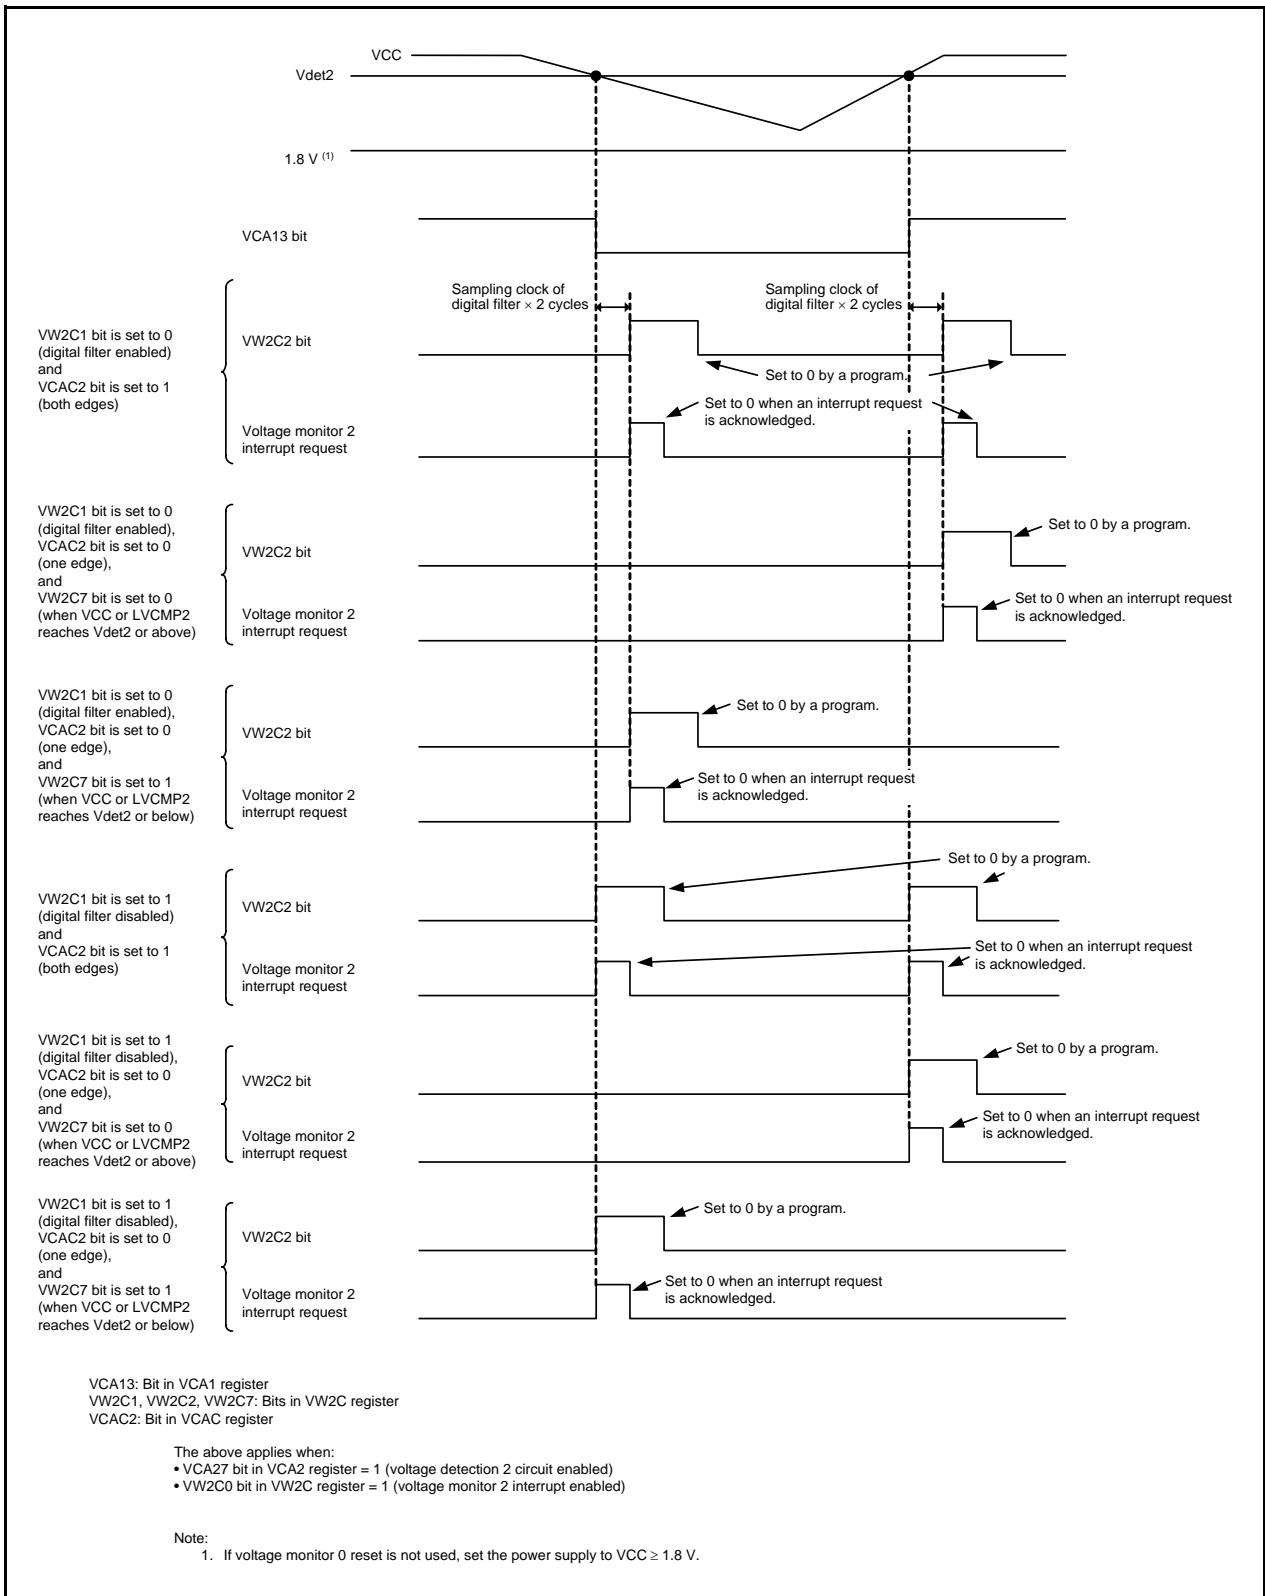 VCC
Vdet2
1.8 V (1)
VCA13 bit
Sampling clock of
digital filter × 2 cycles
Sampling clock of
digital filter × 2 cycles
VW2C1 bit is set to 0
(digital filter enabled)
and
VCAC2 bit is set to 1
(both edges)
VW2C2 bit
Set to 0 by a program.
Set to 0 when an interrupt request
is acknowledged.
Voltage monitor 2
interrupt request
VW2C1 bit is set to 0
(digital filter enabled),
VCAC2 bit is set to 0
(one edge),
and
VW2C7 bit is set to 0
(when VCC or LVCMP2
reaches Vdet2 or above)
VW2C2 bit
Set to 0 by a program.
Voltage monitor 2
interrupt request
Set to 0 when an interrupt request
is acknowledged.
VW2C1 bit is set to 0
(digital filter enabled),
VCAC2 bit is set to 0
(one edge),
and
VW2C7 bit is set to 1
(when VCC or LVCMP2
reaches Vdet2 or below)
VW2C2 bit
Set to 0 by a program.
Voltage monitor 2
interrupt request
Set to 0 when an interrupt request
is acknowledged.
VW2C1 bit is set to 1
(digital filter disabled)
and
VCAC2 bit is set to 1
(both edges)
VW2C2 bit
Set to 0 by a program.
Voltage monitor 2
interrupt request
Set to 0 when an interrupt request
is acknowledged.
VW2C1 bit is set to 1
(digital filter disabled),
VCAC2 bit is set to 0
(one edge),
and
VW2C7 bit is set to 0
(when VCC or LVCMP2
reaches Vdet2 or above)
VW2C2 bit
Set to 0 by a program.
Voltage monitor 2
interrupt request
Set to 0 when an interrupt request
is acknowledged.
VW2C1 bit is set to 1
(digital filter disabled),
VCAC2 bit is set to 0
(one edge),
and
VW2C7 bit is set to 1
(when VCC or LVCMP2
reaches Vdet2 or below)
VW2C2 bit
Set to 0 by a program.
Voltage monitor 2
interrupt request
Set to 0 when an interrupt request
is acknowledged.
VCA13: Bit in VCA1 register
VW2C1, VW2C2, VW2C7: Bits in VW2C register
VCAC2: Bit in VCAC register
The above applies when:
• VCA27 bit in VCA2 register = 1 (voltage detection 2 circuit enabled)
• VW2C0 bit in VW2C register = 1 (voltage monitor 2 interrupt enabled)
Note:
1. If voltage monitor 0 reset is not used, set the power supply to VCC ≥ 1.8 V.